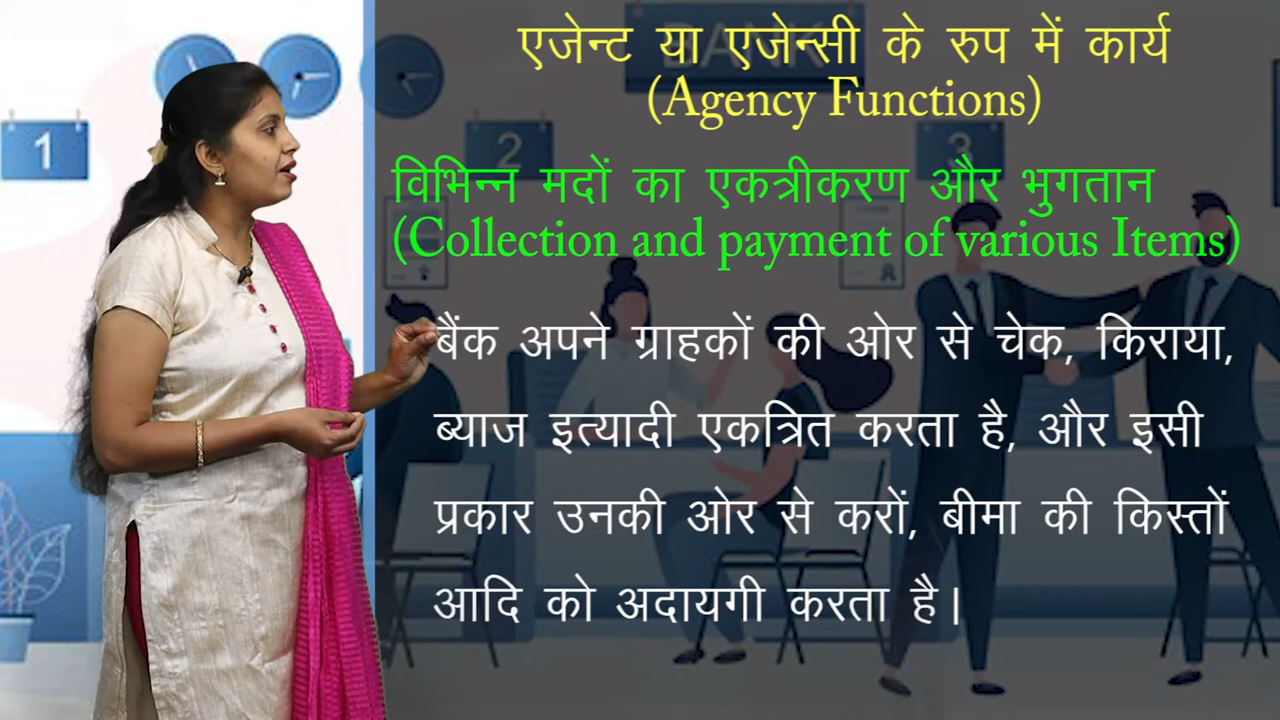 एजेन्ट या एजेन्सी के रुप में कार्य
(Agency Functions)
विभिन्न मदों का एकत्रीकरण और भुगतान
(Collection and payment of various Items)
बैंक अपने ग्राहकों की ओर से चेक, किराया,
ब्याज इत्यादी एकत्रित करता है, और इसी
प्रकार उनकी ओर से करों, बीमा की किस्तों
आदि को अदायगी करता है।
BANK
1
2
3